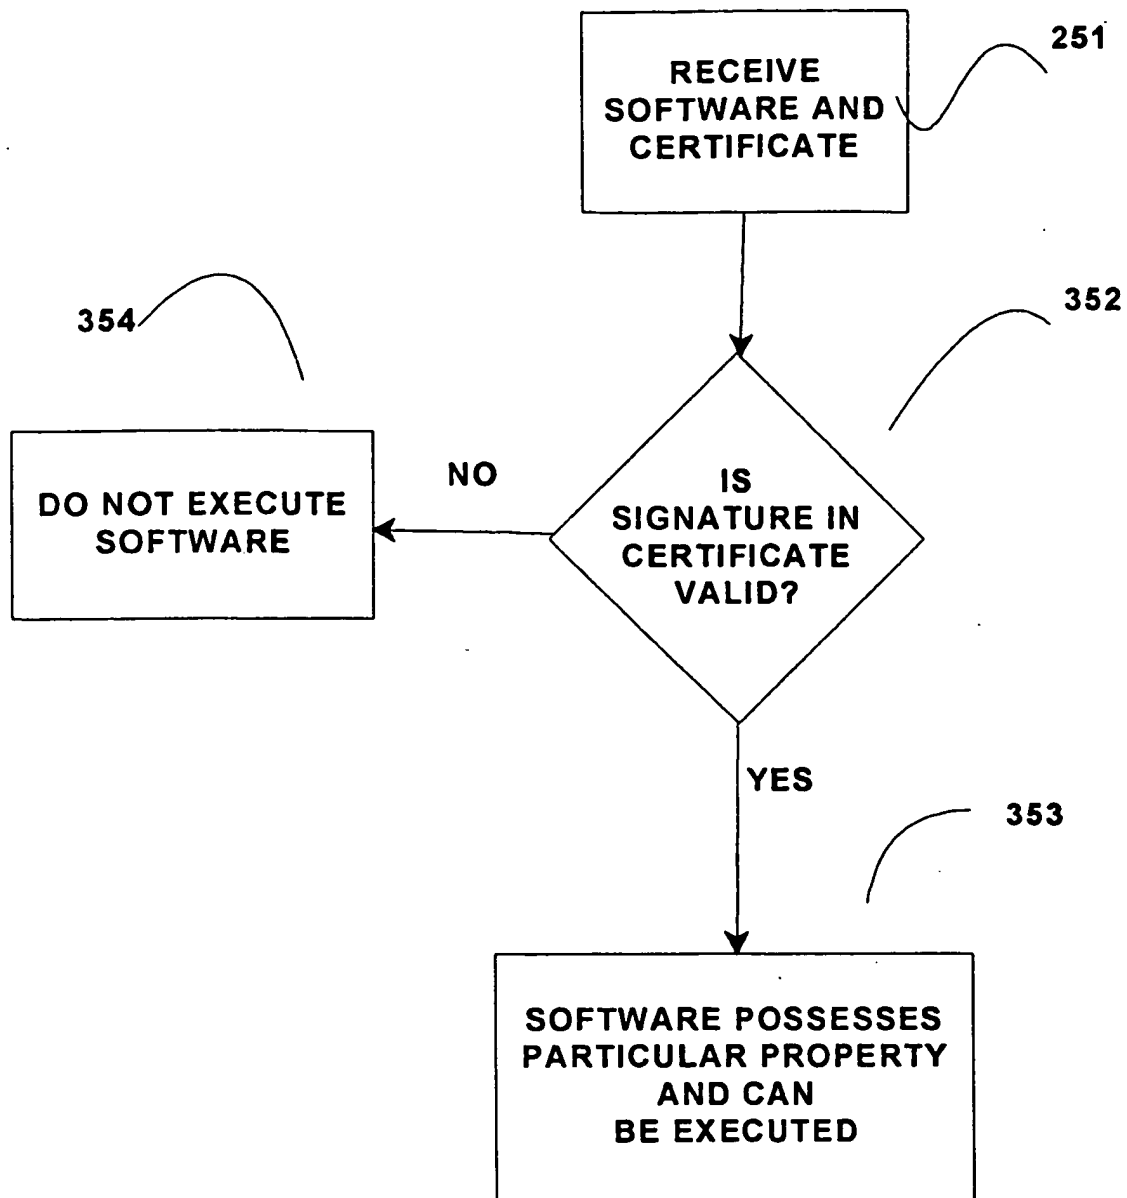 RECEIVE
SOFTWARE AND
CERTIFICATE
251
352
354
IS
SIGNATURE IN
CERTIFICATE
VALID?
NO
DO NOT EXECUTE
SOFTWARE
YES
353
SOFTWARE POSSESSES
PARTICULAR PROPERTY
AND CAN
BE EXECUTED